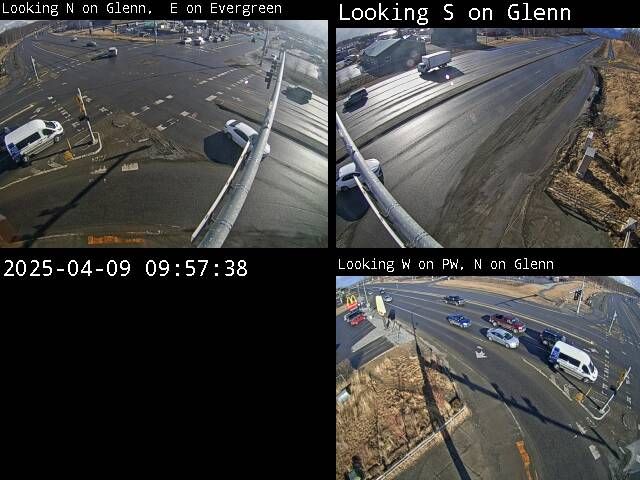 Looking N on Glenn, E on Evergreen
Looking S on Glenn
2025-04-09 09:57:38
Looking W on PW, N on Glenn